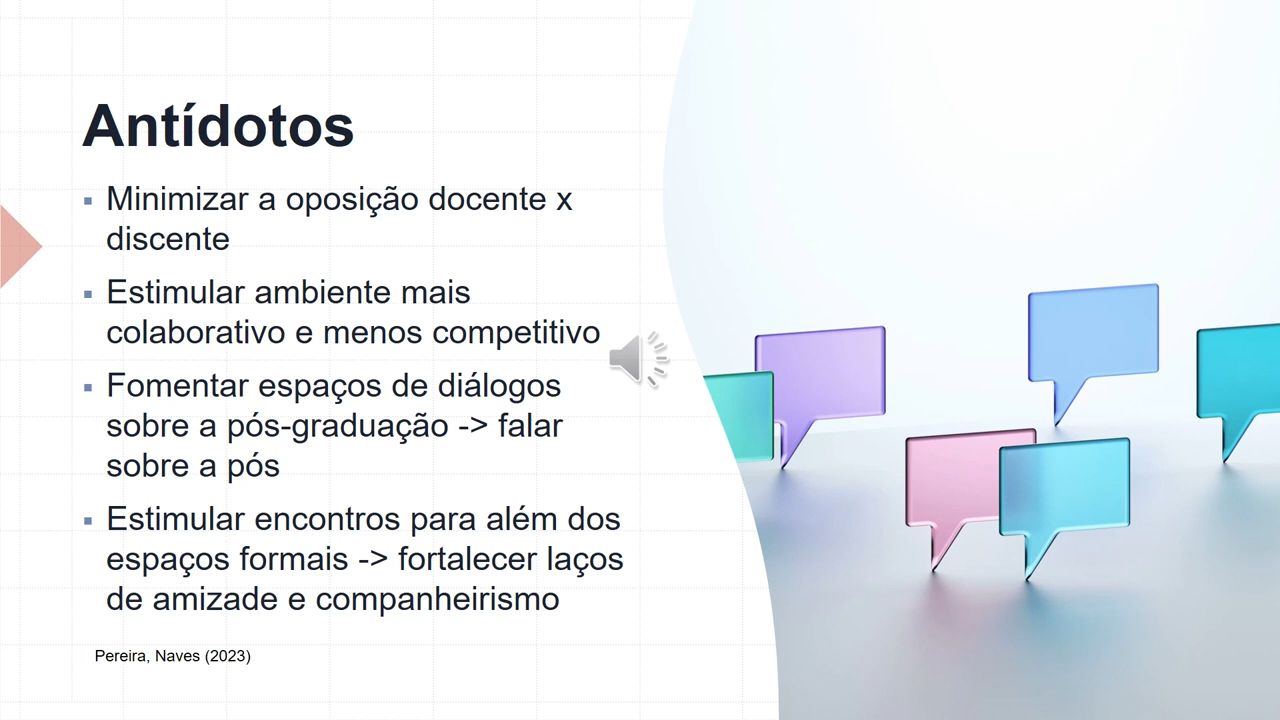 Antídotos
▪ Minimizar a oposição docente x
discente
▪ Estimular ambiente mais
colaborativo e menos competitivo
▪ Fomentar espaços de diálogos
sobre a pós-graduação -> falar
sobre a pós
▪ Estimular encontros para além dos
espaços formais -> fortalecer laços
de amizade e companheirismo
Pereira, Naves (2023)